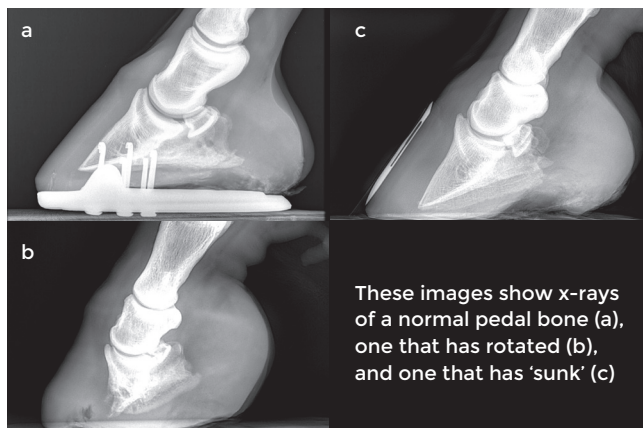 a
c
b
These images show x-rays
of a normal pedal bone (a),
one that has rotated (b),
and one that has ‘sunk’ (c)